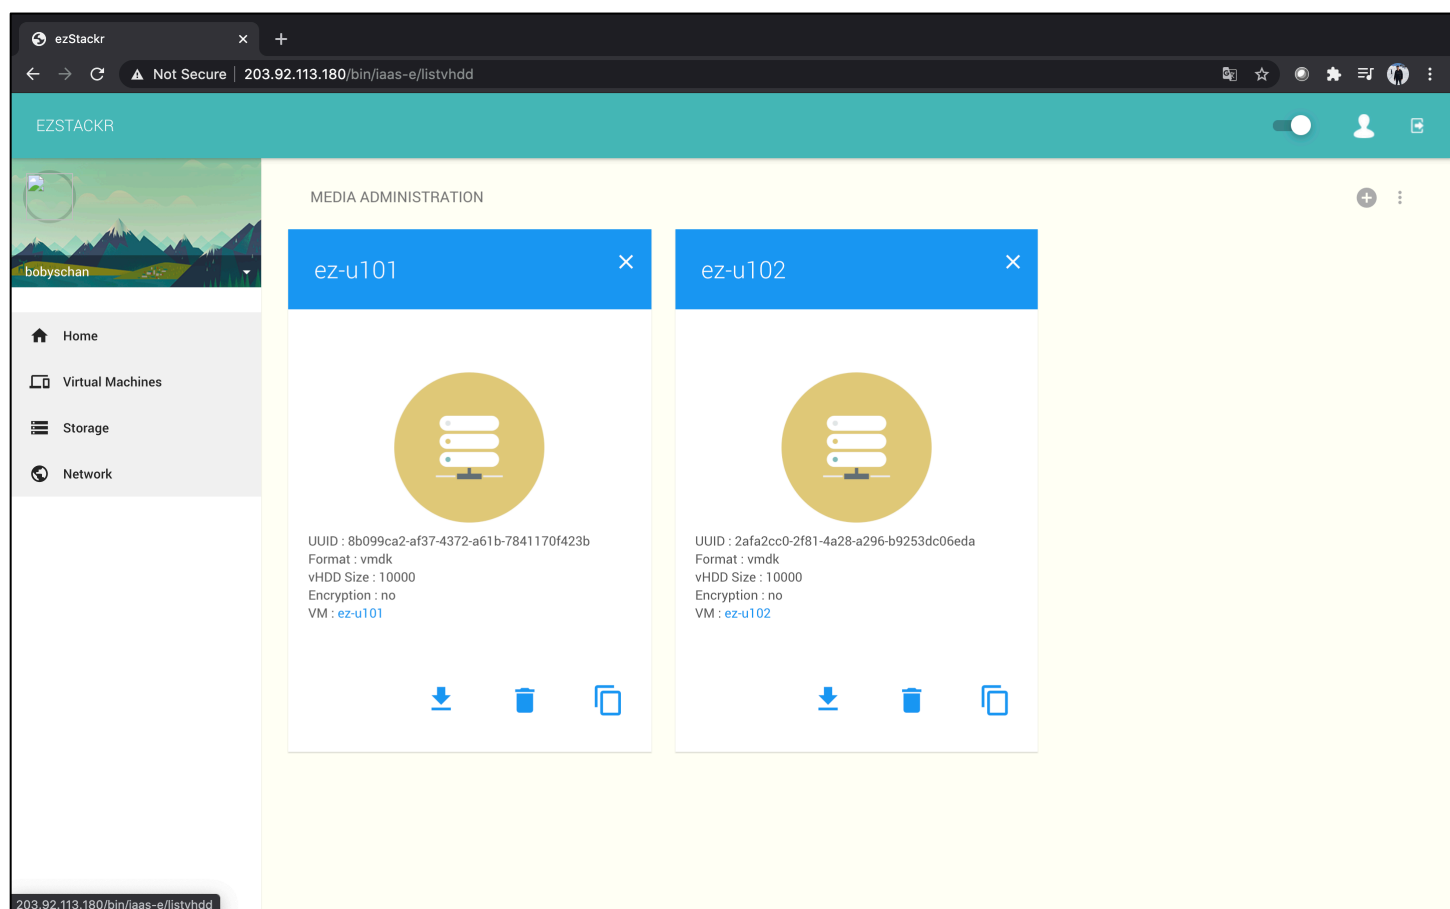 ezStackr
Not Secure 203.92.113.180/bin/iaas-e/listvhdd
EZSTACKR
bobyschan
Home
Virtual Machines
Storage
Network
MEDIA ADMINISTRATION
ez-u101
UUID : 8b099ca2-af37-4372-a61b-7841170f423b
Format : vmdk
vHDD Size : 10000
Encryption : no
VM : ez-u101
ez-u102
UUID : 2afa2cc0-2f81-4a28-a296-b9253dc06eda
Format : vmdk
vHDD Size : 10000
Encryption : no
VM : ez-u102
203.92.113.180/bin/iaas-e/listvhdd